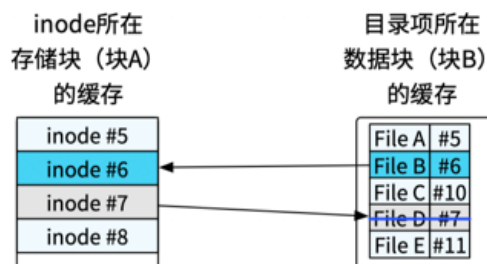 inode所在
存储块（块A）
的缓存
inode #5
inode #6
inode #7
inode #8
目录项所在
数据块（块B）
的缓存
File A #5
File B #6
File C #10
File D #7
File E #11